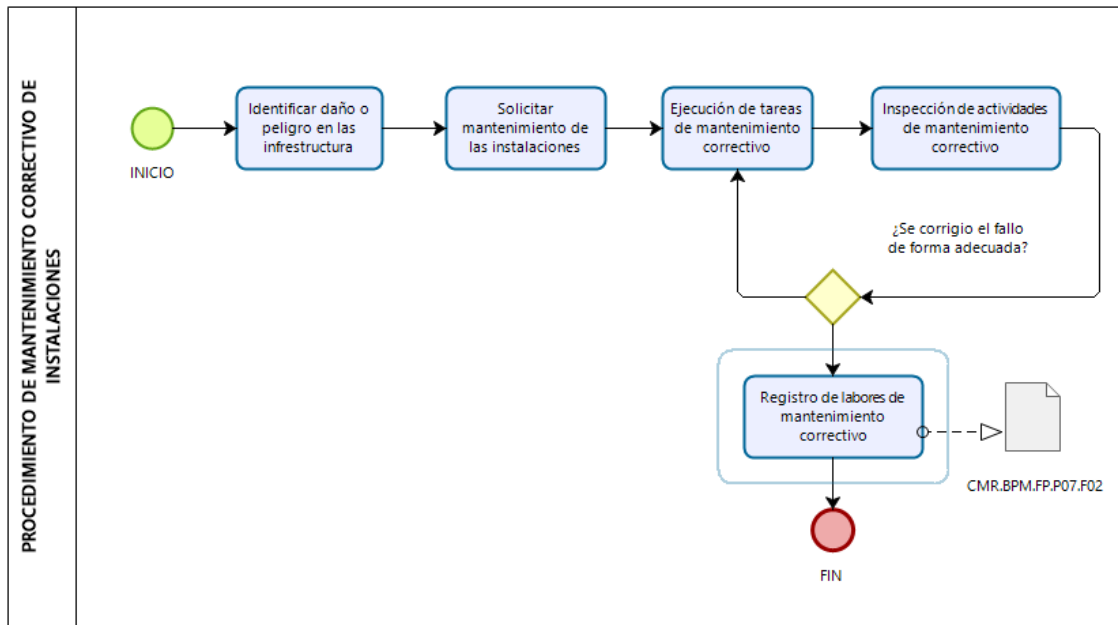 PROCEDIMIENTO DE MANTENIMIENTO CORRECTIVO DE
INSTALACIONES
INICIO
Identificar daño o
peligro en las
infrestructura
Solicitar
mantenimiento de
las instalaciones
Ejecución de tareas
de mantenimiento
correctivo
Inspección de actividades
de mantenimiento
correctivo
¿Se corrigio el fallo
de forma adecuada?
Registro de labores de
mantenimiento
correctivo
CMR.BPM.FP.P07.F02
FIN